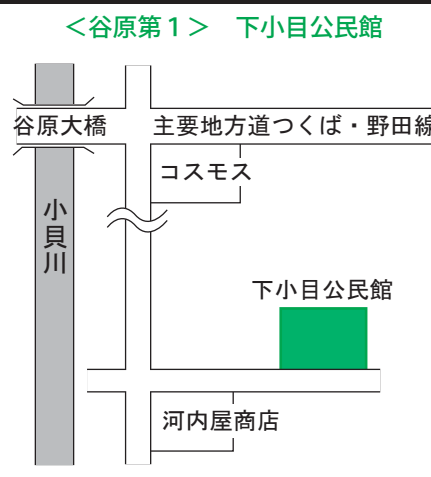 <谷原第1> 下小目公民館
谷原大橋
主要地方道つくば・野田線
コスモス
小貝川
下小目公民館
河内屋商店